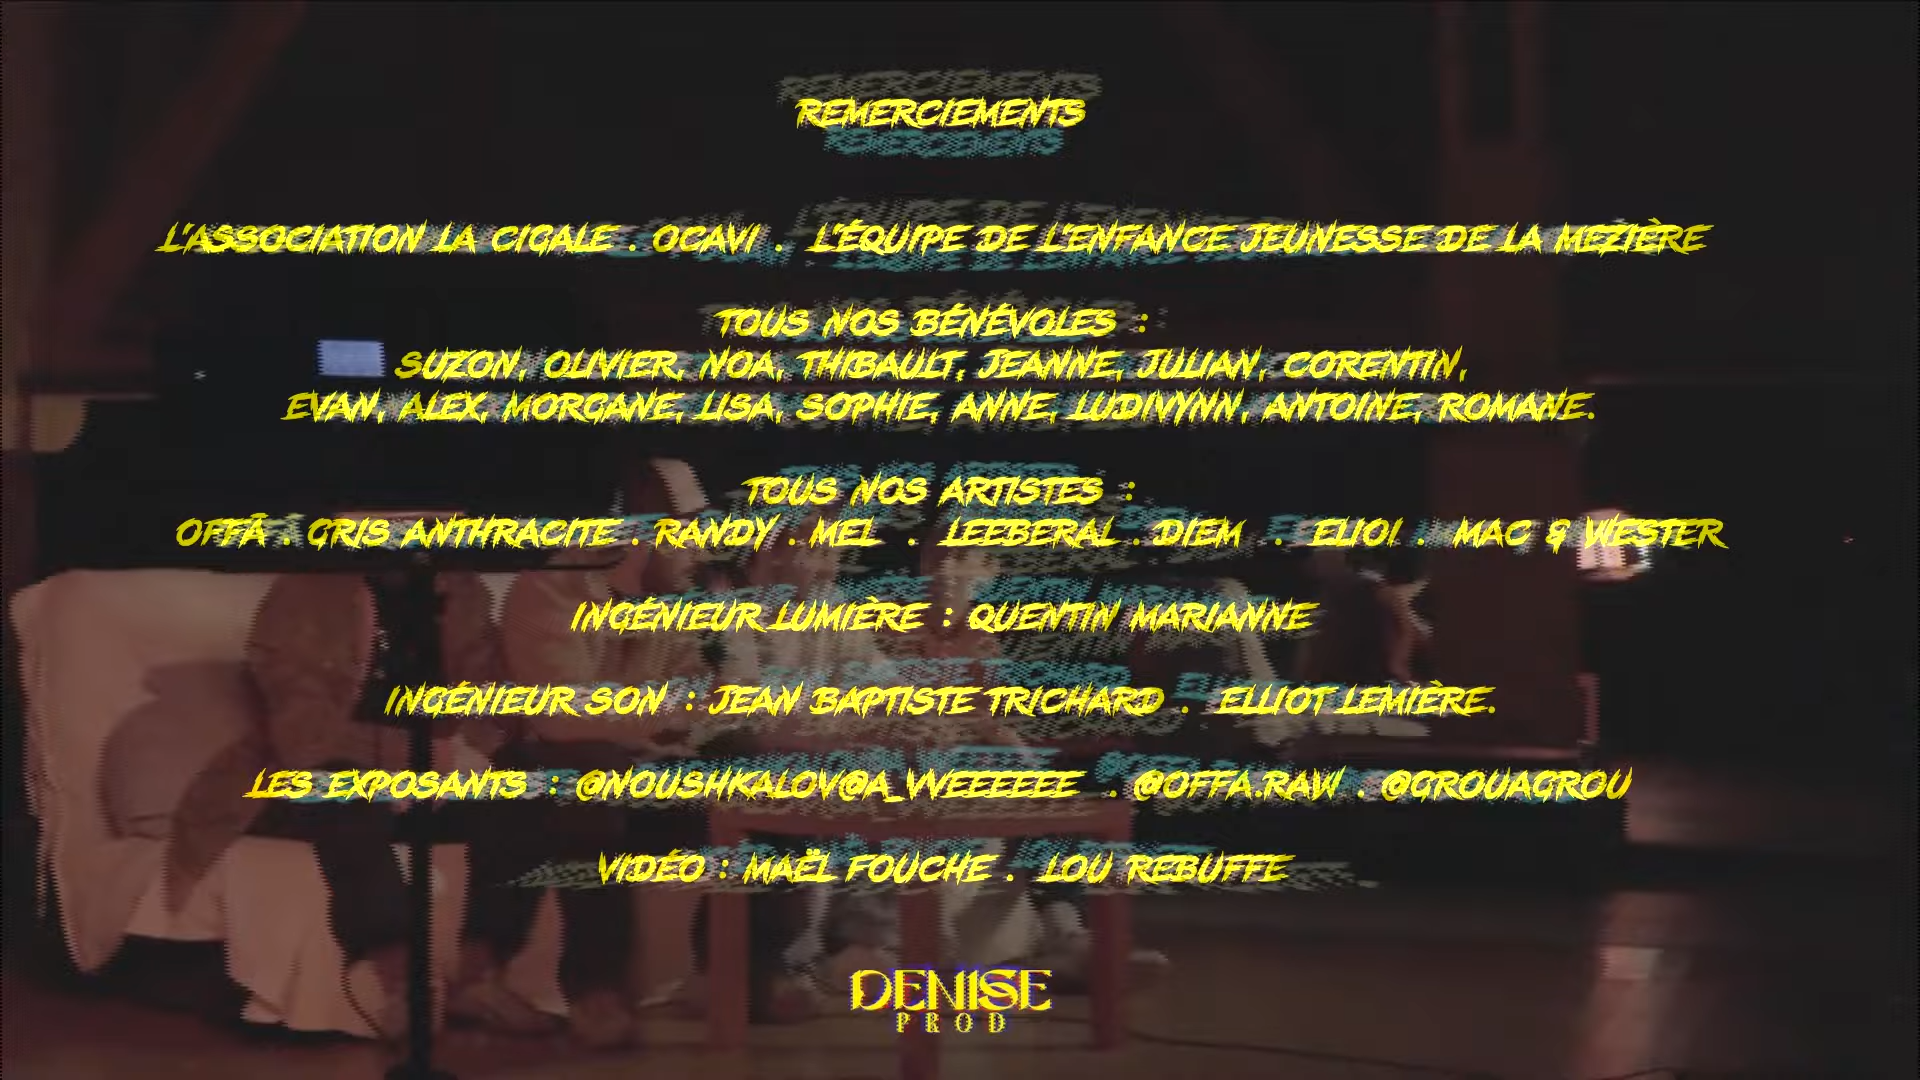 REMERCIEMENTS
L'ASSOCIATION LA CIGALE . OCAVI . L'ÉQUIPE DE L'ENFANCE JEUNESSE DE LA MEZIÈRE
TOUS NOS BÉNÉVOLES :
SUZON, OLIVIER, NOA, THIBAULT, JEANNE, JULIAN, CORENTIN,
EVAN, ALEX, MORGANE, LISA, SOPHIE, ANNE, LUDIVYNN, ANTOINE, ROMANE.
TOUS NOS ARTISTES :
OFFĀ . GRIS ANTHRACITE . RANDY . MEL . LEEBERAL . DIEM . ELIOI . MAC & WESTER
INGÉNIEUR LUMIÈRE : QUENTIN MARIANNE
INGÉNIEUR SON : JEAN BAPTISTE TRICHARD . ELLIOT LEMIÈRE.
LES EXPOSANTS : @NOUSHKALOV@A_VVEEEEEE . @OFFA.RAW . @GROUAGROU
VIDÉO : MAËL FOUCHE . LOU REBUFFE
DENISE
PROD